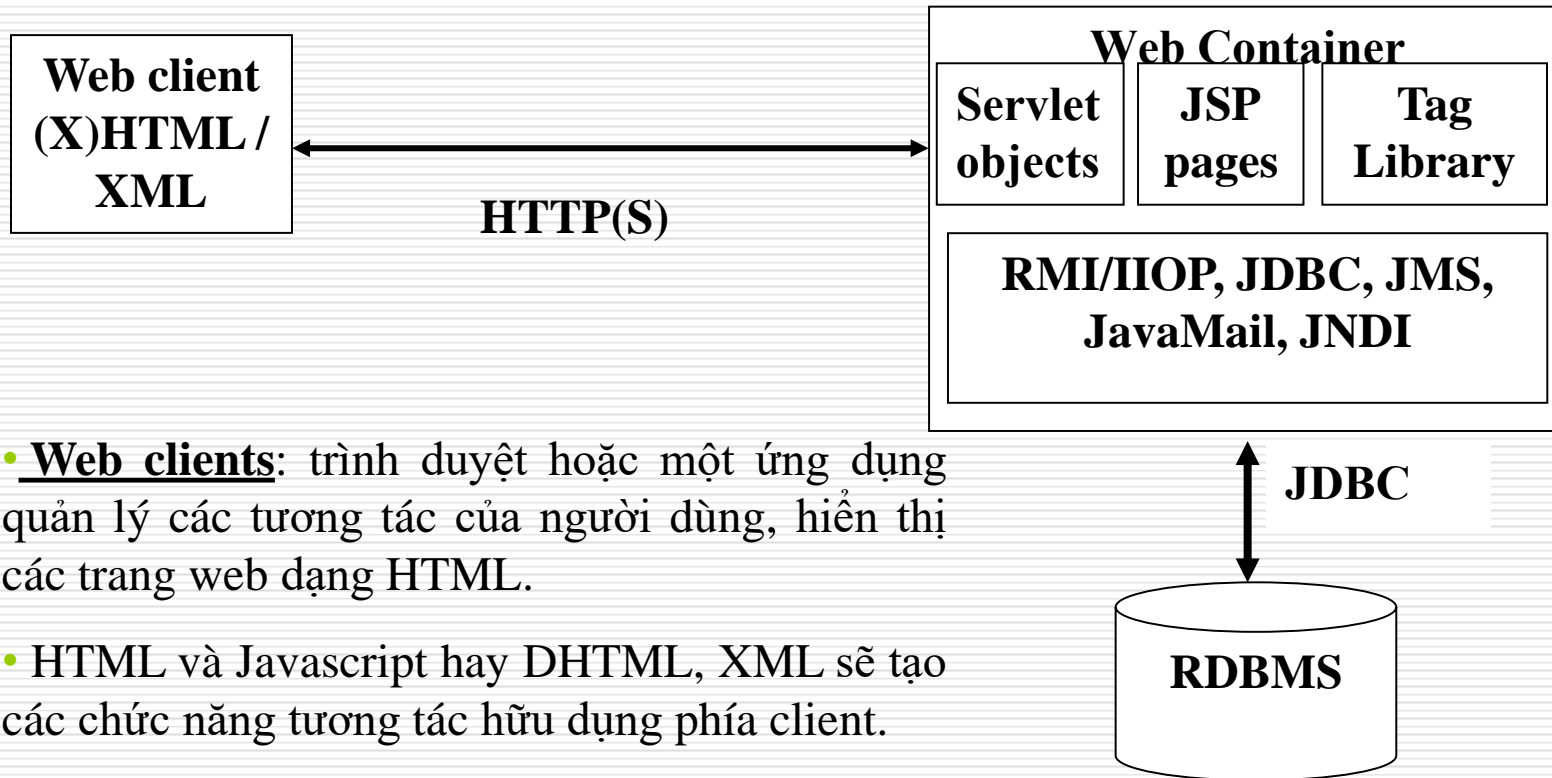 Web client
(X)HTML /
XML
HTTP(S)
Web Container
Servlet
objects
JSP
pages
Tag
Library
RMI/IIOP, JDBC, JMS,
JavaMail, JNDI
• Web clients: trình duyệt hoặc một ứng dụng
quản lý các tương tác của người dùng, hiển thị
các trang web dạng HTML.
• HTML và Javascript hay DHTML, XML sẽ tạo
các chức năng tương tác hữu dụng phía client.
JDBC
RDBMS